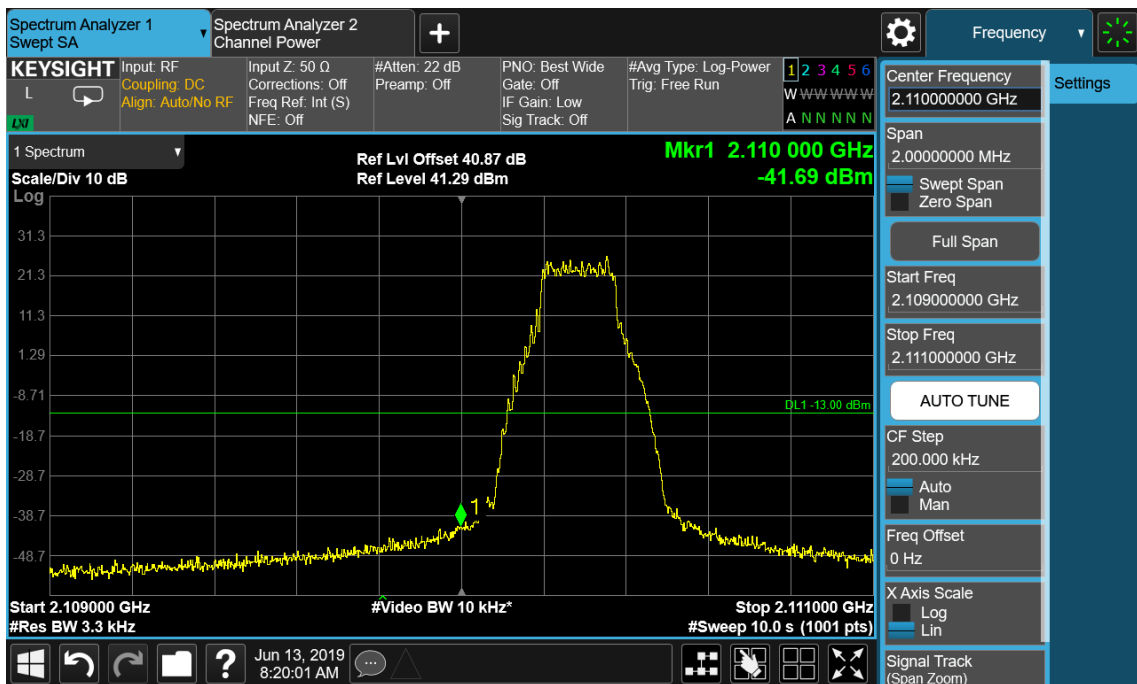 Spectrum Analyzer 1
Swept SA
Spectrum Analyzer 2
Channel Power
Frequency
KEYSIGHT
L
LXI
Input: RF
Coupling: DC
Align: Auto/No RF
Input Z: 50 Ω
Corrections: Off
Freq Ref: Int (S)
NFE: Off
#Atten: 22 dB
Preamp: Off
PNO: Best Wide
Gate: Off
IF Gain: Low
Sig Track: Off
#Avg Type: Log-Power
Trig: Free Run
1 2 3 4 5 6
W W W W W W
A N N N N N
1 Spectrum
Scale/Div 10 dB
Ref Lvl Offset 40.87 dB
Ref Level 41.29 dBm
Mkr1 2.110 000 GHz
-41.69 dBm
Log
31.3
21.3
11.3
1.29
-8.71
DL1 -13.00 dBm
-18.7
-28.7
-38.7
-48.7
1
Start 2.109000 GHz
#Video BW 10 kHz*
Stop 2.111000 GHz
#Res BW 3.3 kHz
#Sweep 10.0 s (1001 pts)
Jun 13, 2019
8:20:01 AM
?
Center Frequency
2.110000000 GHz
Settings
Span
2.00000000 MHz
Swept Span
Zero Span
Full Span
Start Freq
2.109000000 GHz
Stop Freq
2.111000000 GHz
AUTO TUNE
CF Step
200.000 kHz
Auto
Man
Freq Offset
0 Hz
X Axis Scale
Log
Lin
Signal Track
(Span Zoom)